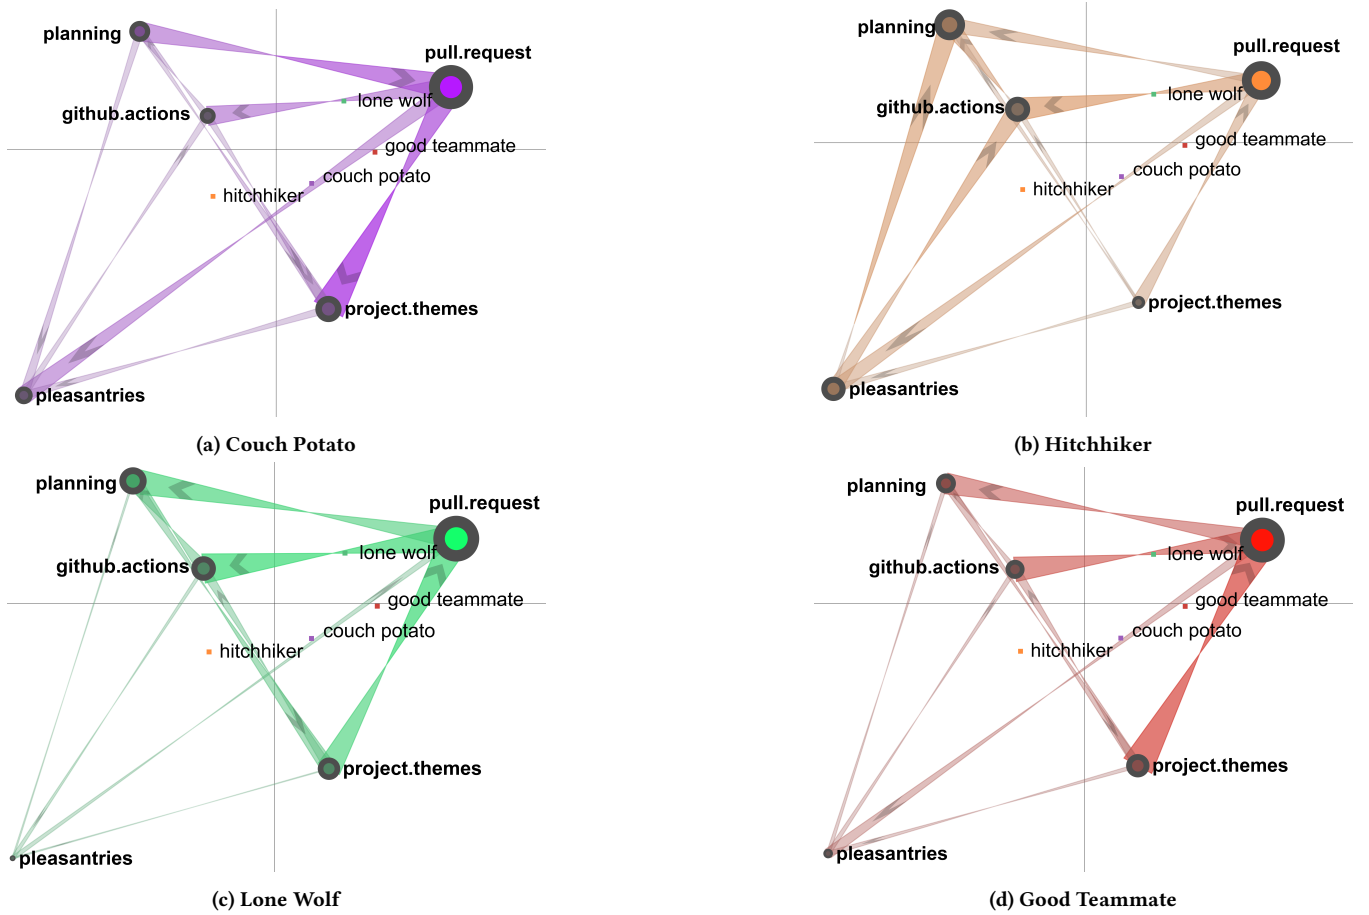 planning
pull.request
github.actions
lone wolf
good teammate
couch potato
hitchhiker
project.themes
pleasantries
(a) Couch Potato
planning
pull.request
github.actions
lone wolf
good teammate
couch potato
hitchhiker
project.themes
pleasantries
(b) Hitchhiker
planning
pull.request
github.actions
lone wolf
good teammate
couch potato
hitchhiker
project.themes
pleasantries
(c) Lone Wolf
planning
pull.request
github.actions
lone wolf
good teammate
couch potato
hitchhiker
project.themes
pleasantries
(d) Good Teammate